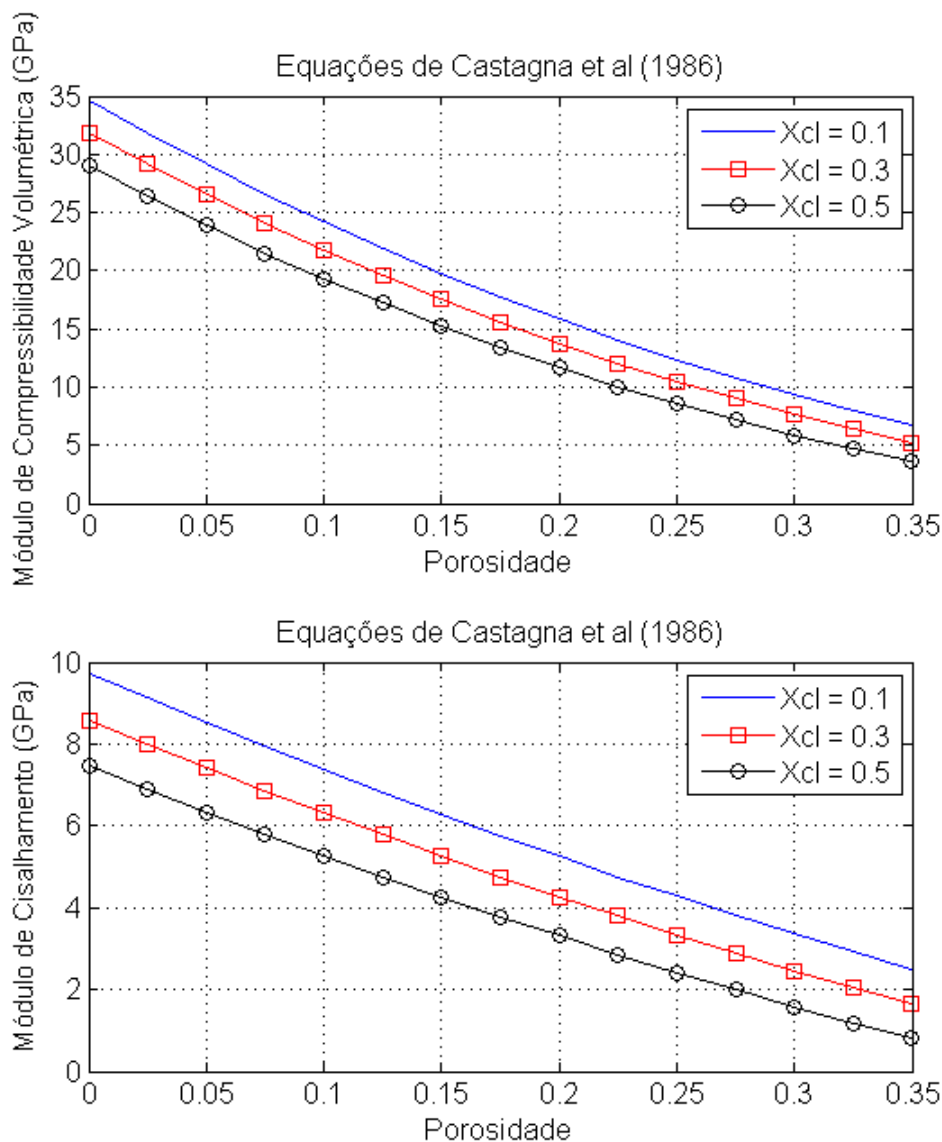 Equações de Castagna et al (1986)
Módulo de Compressibilidade Volumétrica (GPa)
35
30
25
20
15
10
5
0
Xcl = 0.1
Xcl = 0.3
Xcl = 0.5
0 0.05 0.1 0.15 0.2 0.25 0.3 0.35
Porosidade
Equações de Castagna et al (1986)
Módulo de Cisalhamento (GPa)
10
8
6
4
2
0
Xcl = 0.1
Xcl = 0.3
Xcl = 0.5
0 0.05 0.1 0.15 0.2 0.25 0.3 0.35
Porosidade